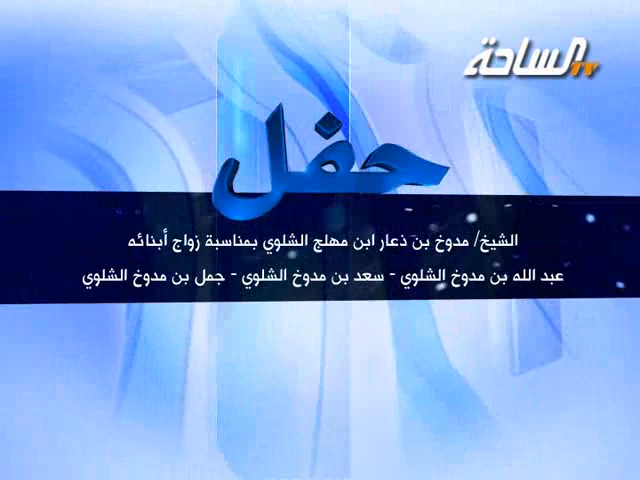 الساحة TV
حفل
الشيخ/ مدوخ بن ذعار ابن مهلج الشلوي بمناسبة زواج أبنائه
عبد الله بن مدوخ الشلوي - سعد بن مدوخ الشلوي - جمل بن مدوخ الشلوي